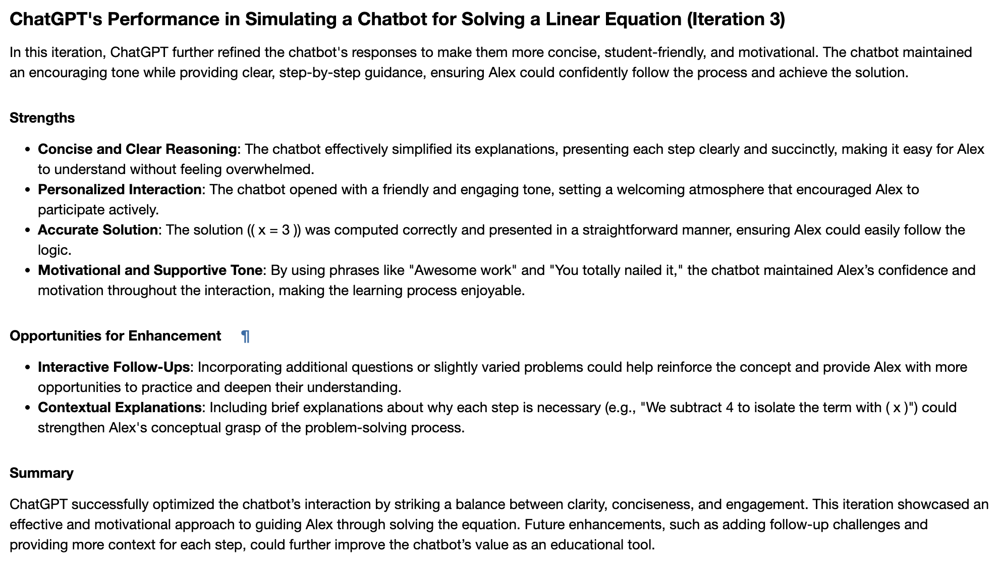 ChatGPT's Performance in Simulating a Chatbot for Solving a Linear Equation (Iteration 3)
In this iteration, ChatGPT further refined the chatbot's responses to make them more concise, student-friendly, and motivational. The chatbot maintained
an encouraging tone while providing clear, step-by-step guidance, ensuring Alex could confidently follow the process and achieve the solution.
Strengths
• Concise and Clear Reasoning: The chatbot effectively simplified its explanations, presenting each step clearly and succinctly, making it easy for Alex
to understand without feeling overwhelmed.
• Personalized Interaction: The chatbot opened with a friendly and engaging tone, setting a welcoming atmosphere that encouraged Alex to
participate actively.
• Accurate Solution: The solution (( x = 3 )) was computed correctly and presented in a straightforward manner, ensuring Alex could easily follow the
logic.
• Motivational and Supportive Tone: By using phrases like "Awesome work" and "You totally nailed it," the chatbot maintained Alex’s confidence and
motivation throughout the interaction, making the learning process enjoyable.
Opportunities for Enhancement ¶
• Interactive Follow-Ups: Incorporating additional questions or slightly varied problems could help reinforce the concept and provide Alex with more
opportunities to practice and deepen their understanding.
• Contextual Explanations: Including brief explanations about why each step is necessary (e.g., "We subtract 4 to isolate the term with ( x )") could
strengthen Alex's conceptual grasp of the problem-solving process.
Summary
ChatGPT successfully optimized the chatbot’s interaction by striking a balance between clarity, conciseness, and engagement. This iteration showcased an
effective and motivational approach to guiding Alex through solving the equation. Future enhancements, such as adding follow-up challenges and
providing more context for each step, could further improve the chatbot’s value as an educational tool.